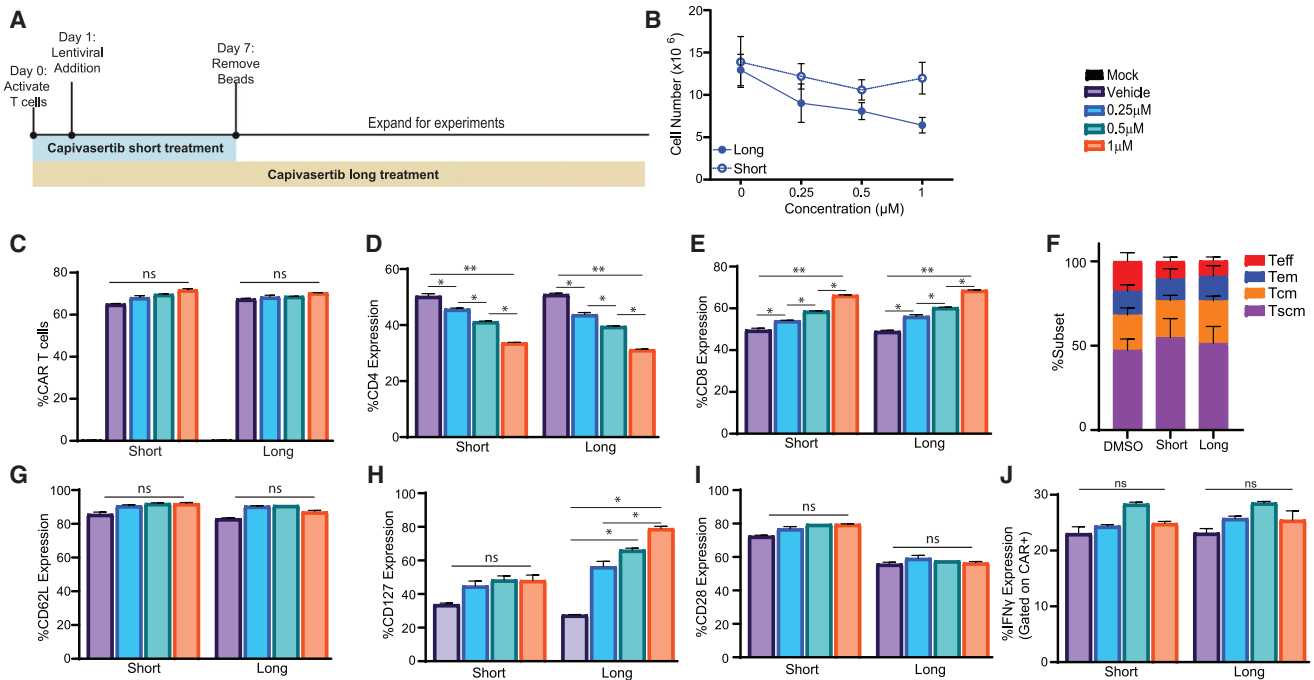 A
Day 0:
Activate
T cells
Day 1:
Lentiviral
Addition
Day 7:
Remove
Beads
Expand for experiments
Capivasertib short treatment
Capivasertib long treatment
B
Cell Number (x10⁶)
20
15
10
5
0
Long
Short
0
0.25
0.5
1
Concentration (µM)
Mock
Vehicle
0.25µM
0.5µM
1µM
C
%CAR T cells
80
60
40
20
0
ns
ns
Short
Long
D
%CD4 Expression
60
40
20
0
**
*
*
*
**
*
*
*
Short
Long
E
%CD8 Expression
80
60
40
20
0
**
*
*
*
**
*
*
*
Short
Long
F
%Subset
100
50
0
DMSO
Short
Long
Teff
Tem
Tcm
Tscm
G
%CD62L Expression
100
80
60
40
20
0
ns
ns
Short
Long
H
%CD127 Expression
100
80
60
40
20
0
ns
*
*
*
Short
Long
I
%CD28 Expression
100
80
60
40
20
0
ns
ns
Short
Long
J
%IFNγ Expression
(Gated on CAR+)
30
20
10
0
ns
ns
Short
Long